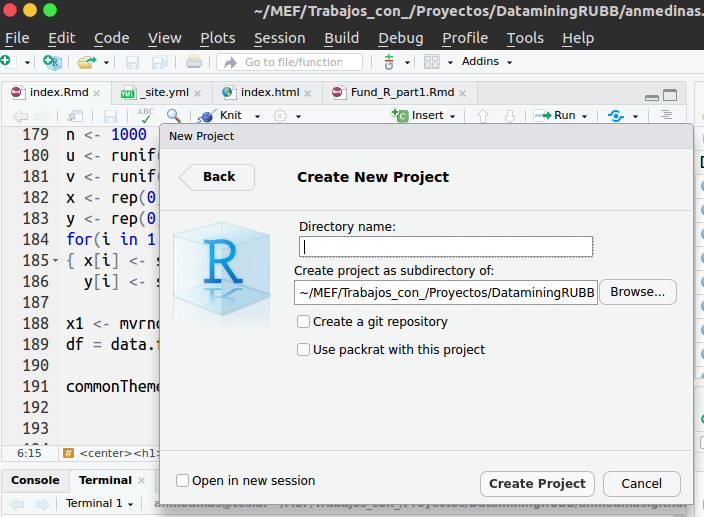 ~/MEF/Trabajos_con_/Proyectos/DataminingRUBB/anmedinas.
File Edit Code View Plots Session Build Debug Profile Tools Help
Go to file/function Addins
index.Rmd _site.yml index.html Fund_R_part1.Rmd
ABC Knit Insert Run
179 n <- 1000
180 u <- runif(
181 v <- runif(
182 x <- rep(0
183 y <- rep(0
184 for(i in 1
185 { x[i] <- s
186 y[i] <- s
187
188 x1 <- mvrno
189 df = data.f
190
191 commonTheme
192
193
6:15 # <center><h1>
New Project
Back
Create New Project
R
Directory name:
Create project as subdirectory of:
~/MEF/Trabajos_con_/Proyectos/DataminingRUBB
Browse...
Create a git repository
Use packrat with this project
Open in new session
Create Project
Cancel
Console Terminal
Terminal 1